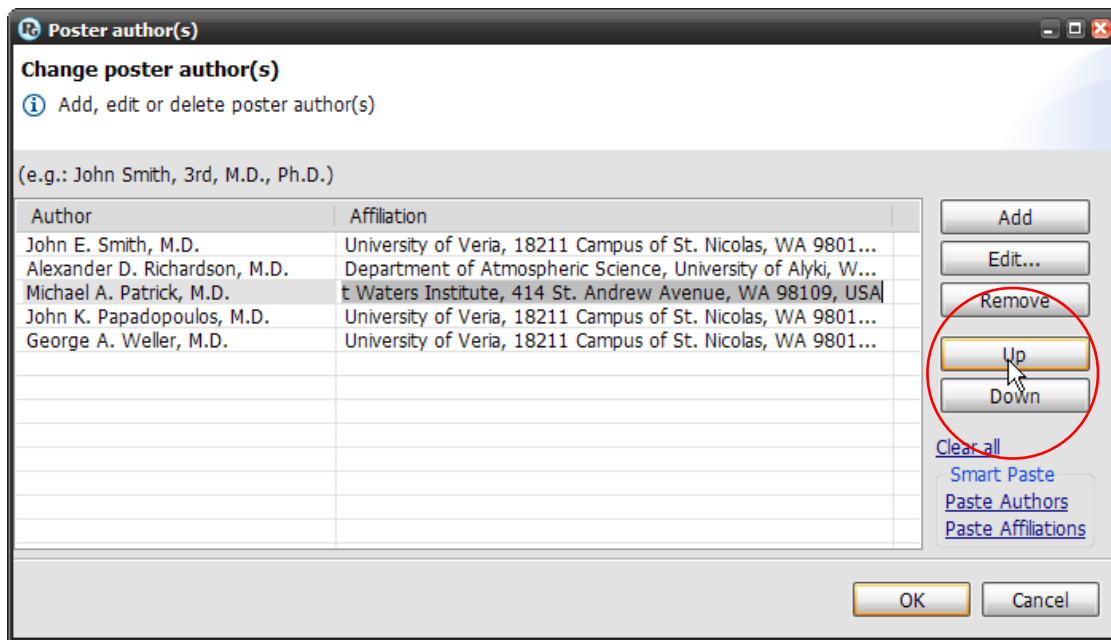 Poster author(s)
Change poster author(s)
Add, edit or delete poster author(s)
(e.g.: John Smith, 3rd, M.D., Ph.D.)
Author Affiliation
John E. Smith, M.D. University of Veria, 18211 Campus of St. Nicolas, WA 9801...
Alexander D. Richardson, M.D. Department of Atmospheric Science, University of Alyki, W...
Michael A. Patrick, M.D. t Waters Institute, 414 St. Andrew Avenue, WA 98109, USA
John K. Papadopoulos, M.D. University of Veria, 18211 Campus of St. Nicolas, WA 9801...
George A. Weller, M.D. University of Veria, 18211 Campus of St. Nicolas, WA 9801...
Add
Edit...
Remove
Up
Down
Clear all
Smart Paste
Paste Authors
Paste Affiliations
OK Cancel